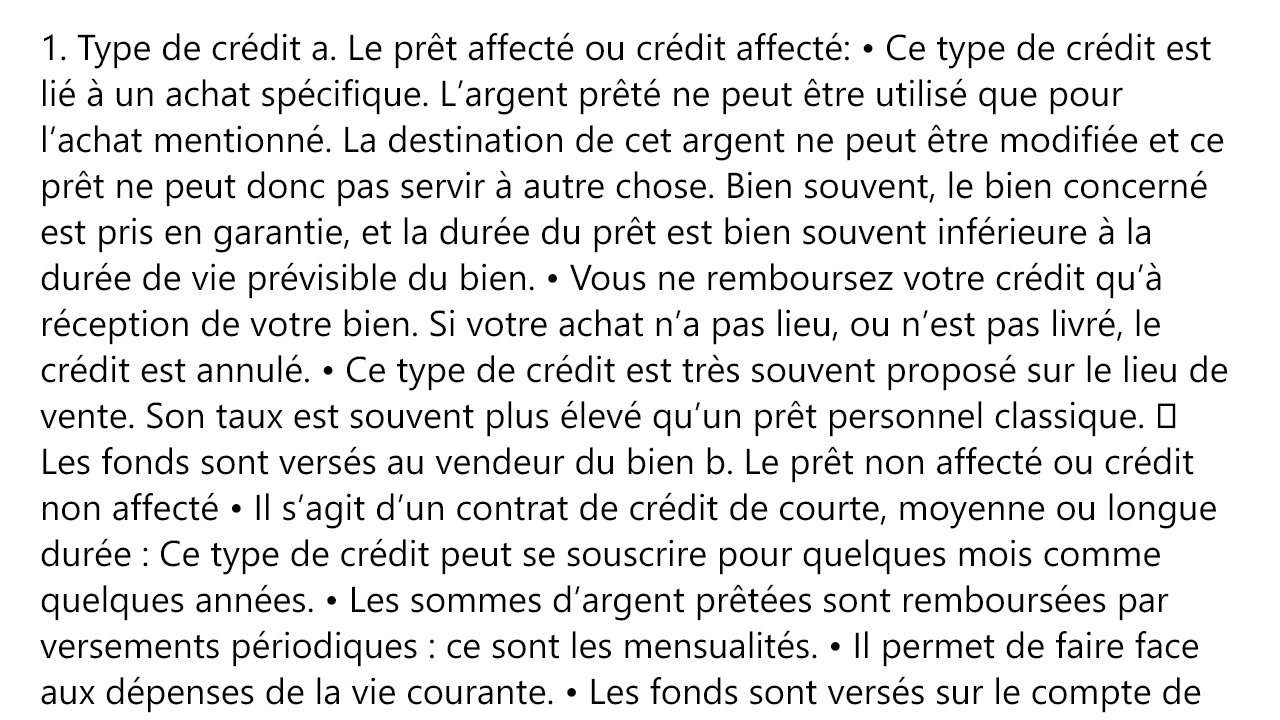 1. Type de crédit a. Le prêt affecté ou crédit affecté: • Ce type de crédit est
lié à un achat spécifique. L’argent prêté ne peut être utilisé que pour
l’achat mentionné. La destination de cet argent ne peut être modifiée et ce
prêt ne peut donc pas servir à autre chose. Bien souvent, le bien concerné
est pris en garantie, et la durée du prêt est bien souvent inférieure à la
durée de vie prévisible du bien. • Vous ne remboursez votre crédit qu’à
réception de votre bien. Si votre achat n’a pas lieu, ou n’est pas livré, le
crédit est annulé. • Ce type de crédit est très souvent proposé sur le lieu de
vente. Son taux est souvent plus élevé qu’un prêt personnel classique. 
Les fonds sont versés au vendeur du bien b. Le prêt non affecté ou crédit
non affecté • Il s’agit d’un contrat de crédit de courte, moyenne ou longue
durée : Ce type de crédit peut se souscrire pour quelques mois comme
quelques années. • Les sommes d’argent prêtées sont remboursées par
versements périodiques : ce sont les mensualités. • Il permet de faire face
aux dépenses de la vie courante. • Les fonds sont versés sur le compte de